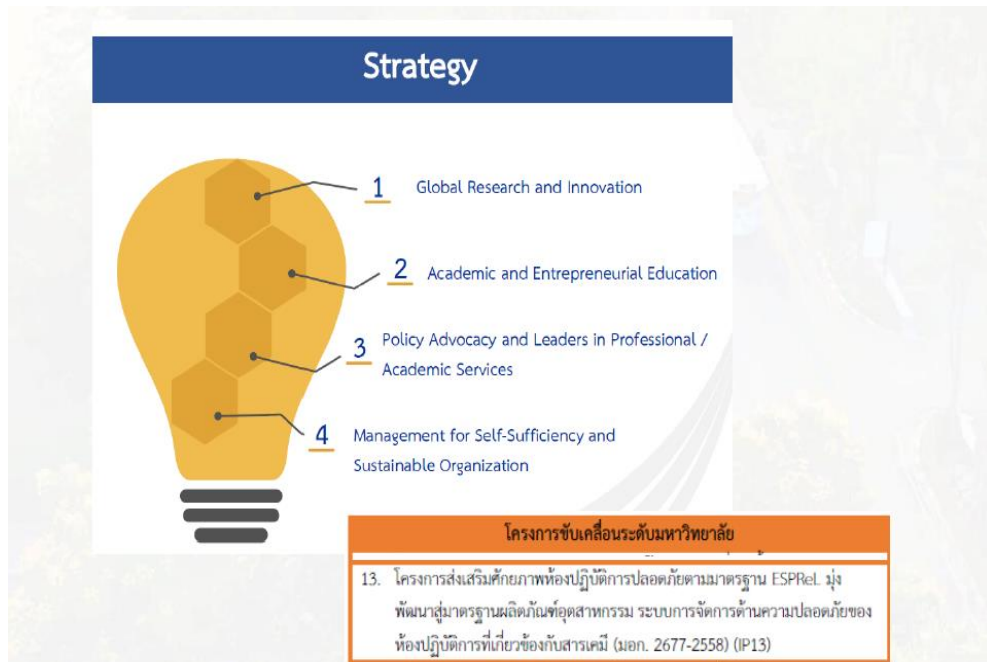 Strategy
1 Global Research and Innovation
2 Academic and Entrepreneurial Education
3 Policy Advocacy and Leaders in Professional /
Academic Services
4 Management for Self-Sufficiency and
Sustainable Organization
โครงการขับเคลื่อนระดับมหาวิทยาลัย
13. โครงการส่งเสริมศักยภาพห้องปฏิบัติการปลอดภัยตามมาตรฐาน ESPReL มุ่ง
พัฒนาสู่มาตรฐานผลิตภัณฑ์อุตสาหกรรม ระบบการจัดการด้านความปลอดภัยของ
ห้องปฏิบัติการที่เกี่ยวข้องกับสารเคมี (มอก. 2677-2558) (IP13)